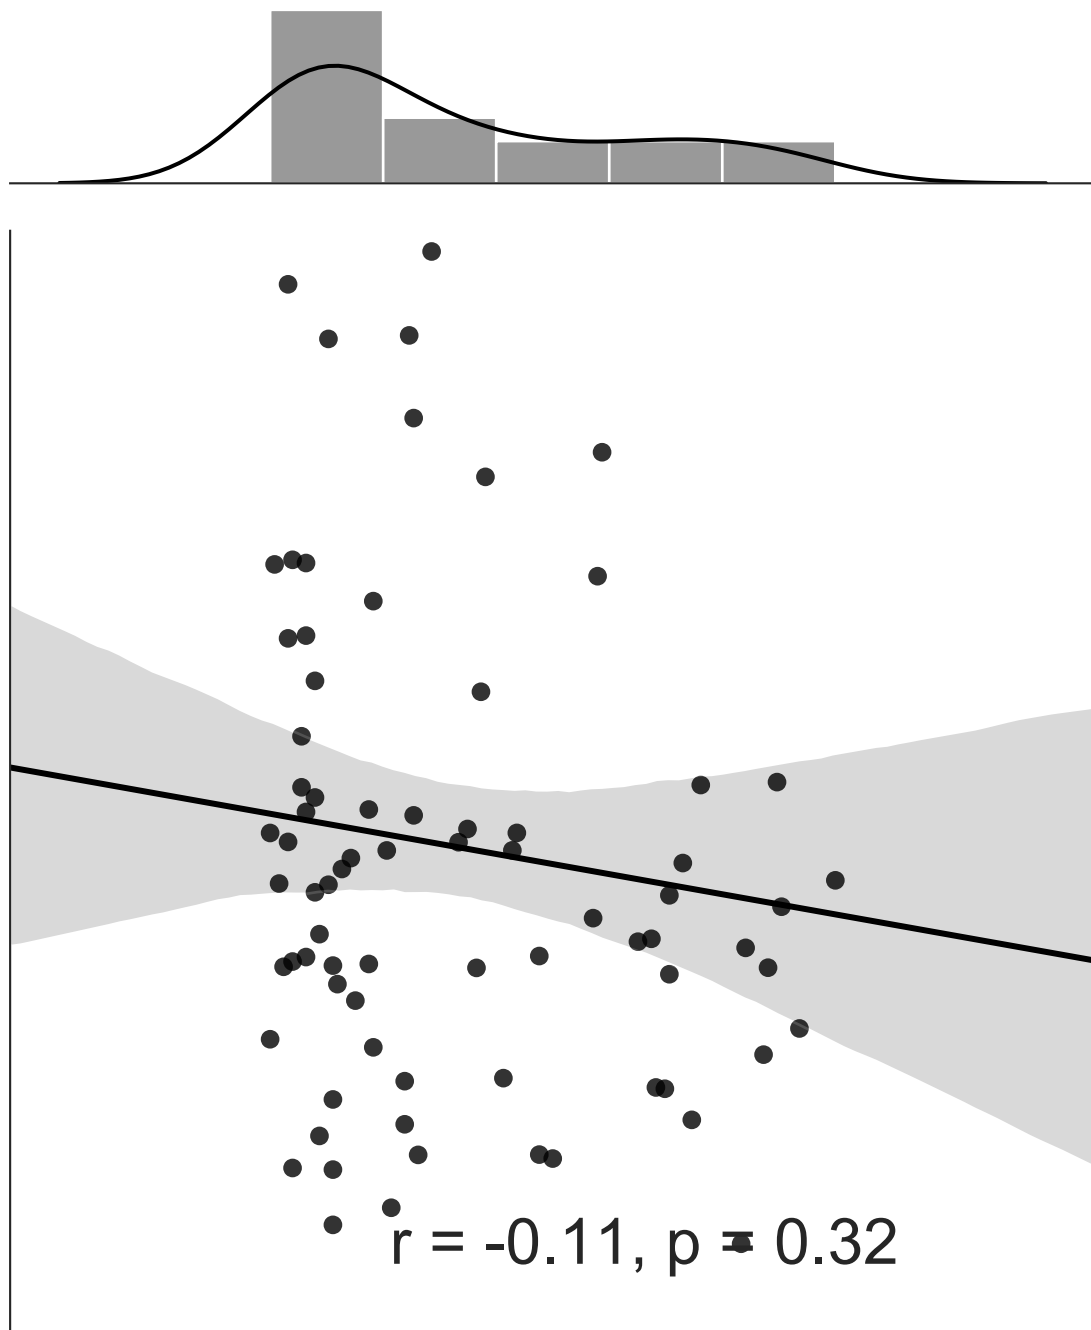 r = -0.11, p = 0.32